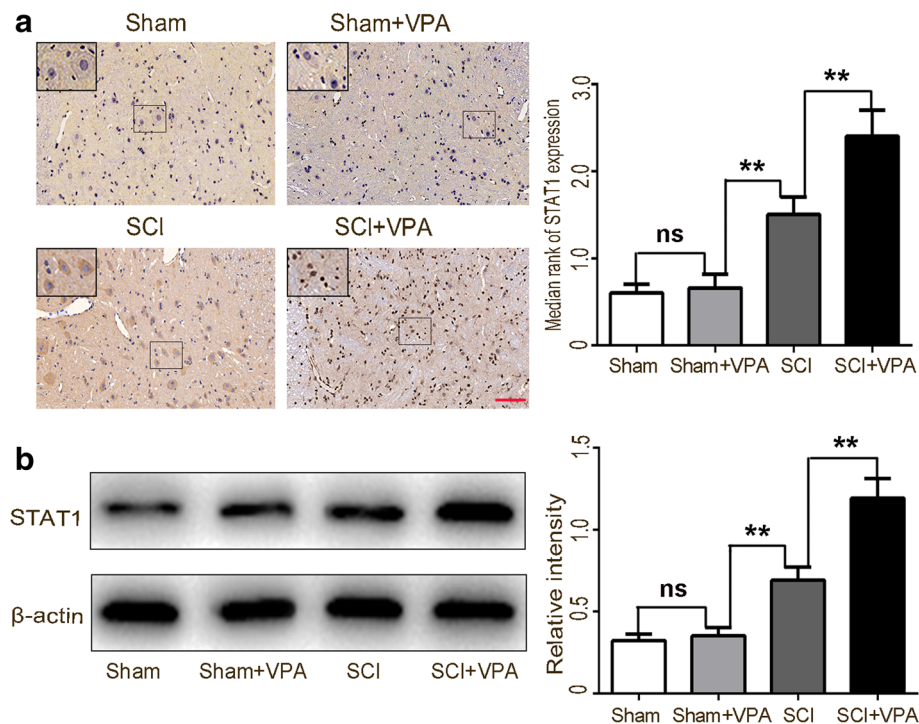 a
Sham
Sham+VPA
SCI
SCI+VPA
Median rank of STAT1 expression
3.0
2.0
1.0
0
ns
**
**
Sham
Sham+VPA
SCI
SCI+VPA
b
STAT1
β-actin
Sham
Sham+VPA
SCI
SCI+VPA
Relative intensity
1.5
1.0
0.5
0
ns
**
**
Sham
Sham+VPA
SCI
SCI+VPA